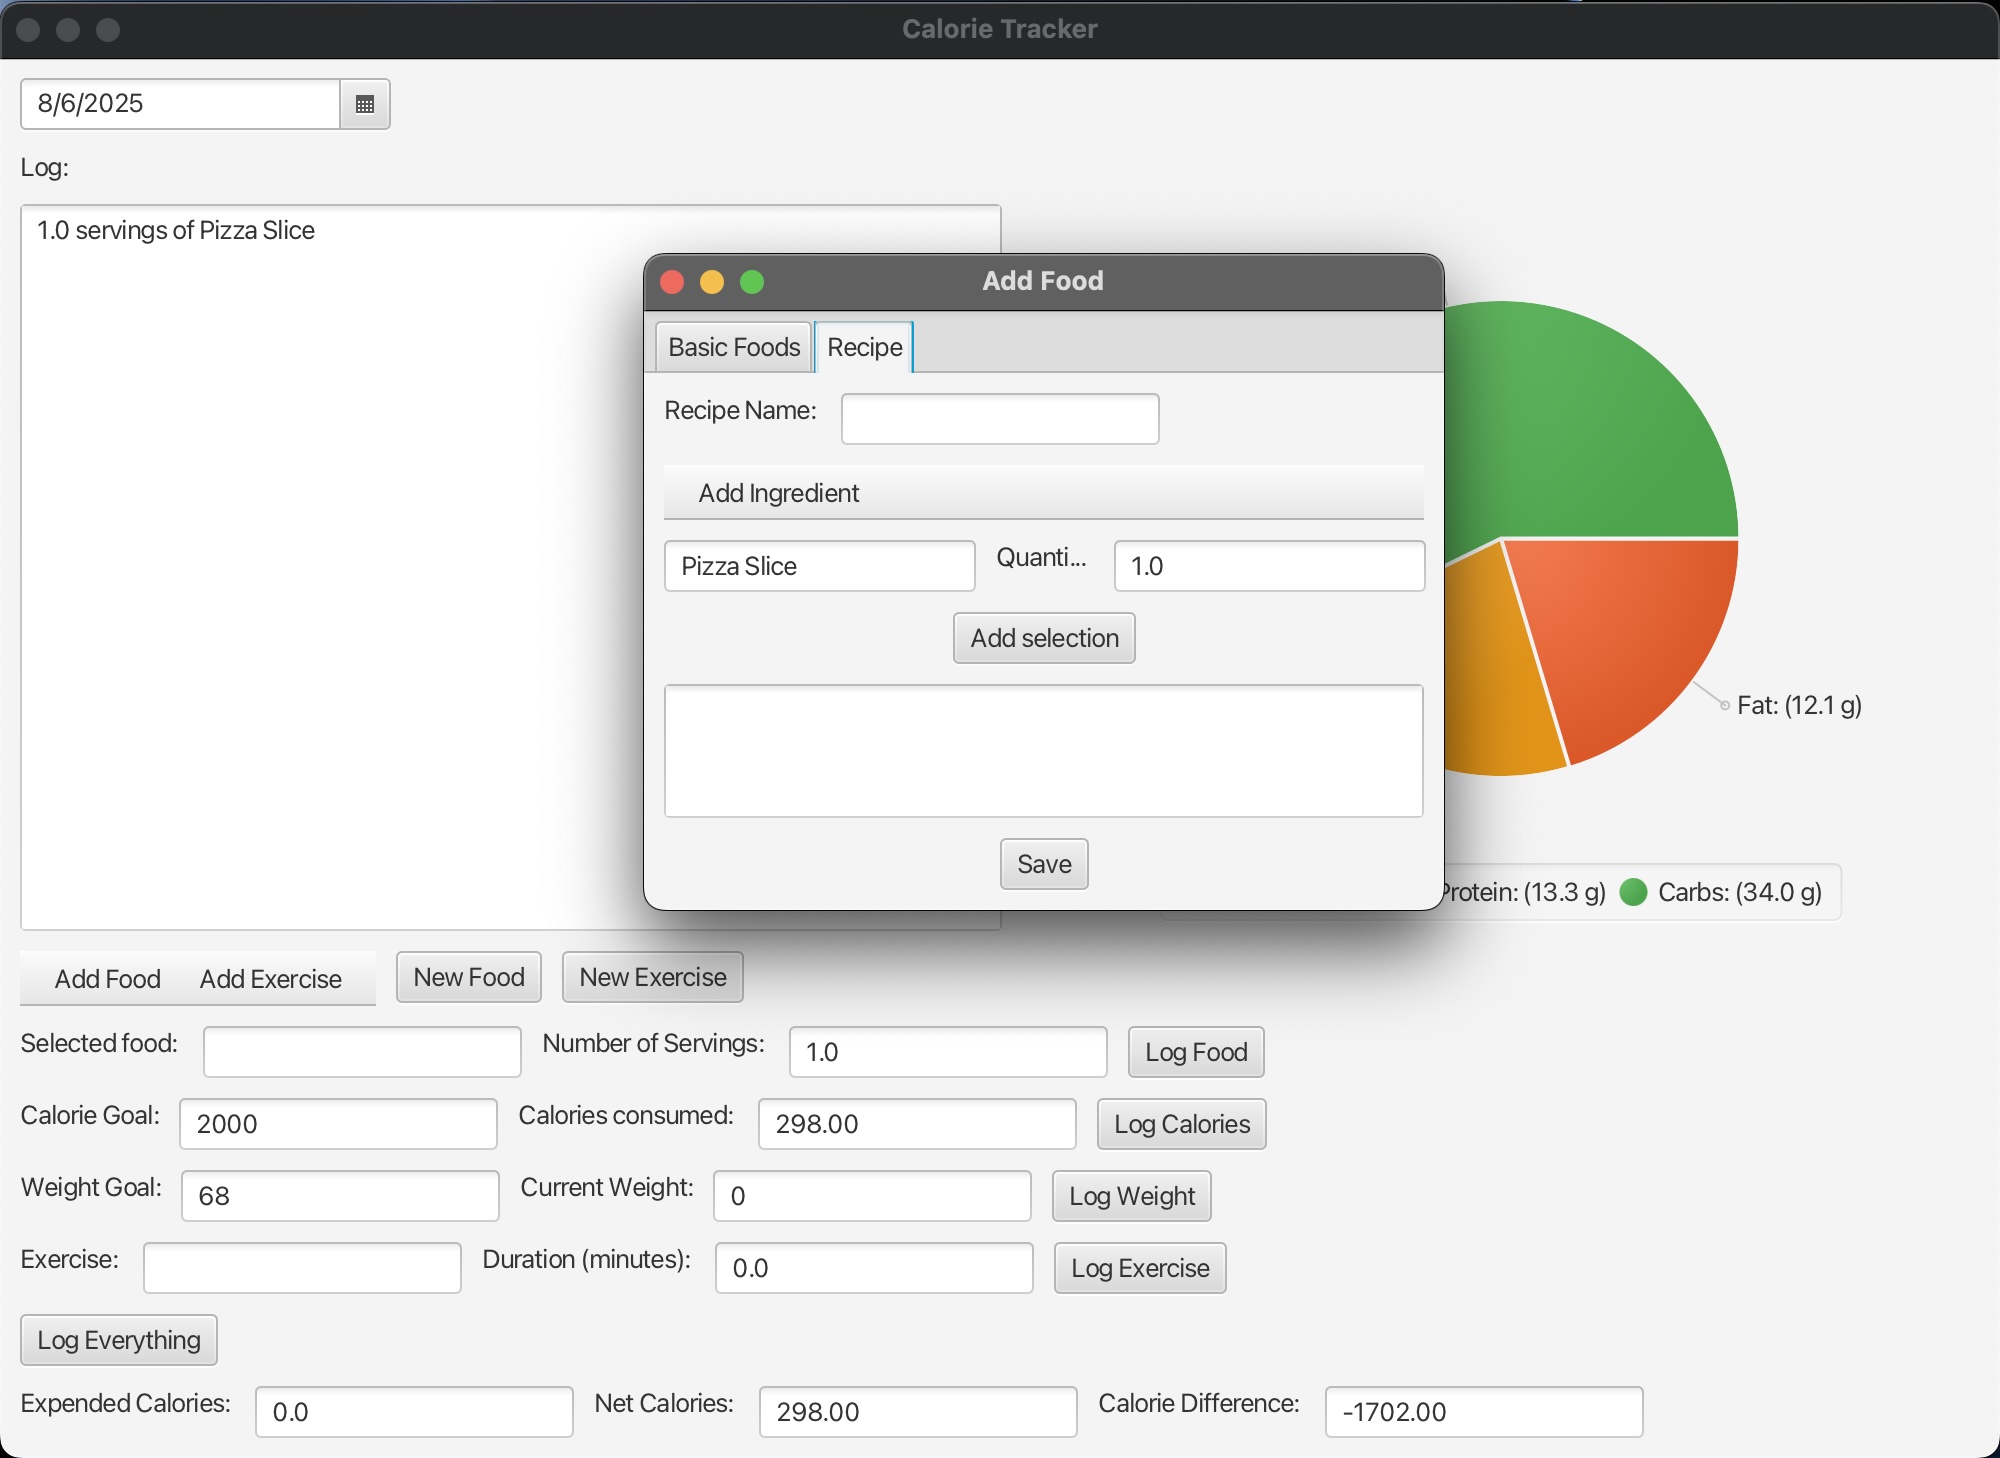 Calorie Tracker
8/6/2025
Log:
1.0 servings of Pizza Slice
Add Food
Basic Foods Recipe
Recipe Name:
Add Ingredient
Pizza Slice Quanti... 1.0
Add selection
Save
Fat: (12.1 g)
Protein: (13.3 g) Carbs: (34.0 g)
Add Food Add Exercise New Food New Exercise
Selected food: Number of Servings: 1.0 Log Food
Calorie Goal: 2000 Calories consumed: 298.00 Log Calories
Weight Goal: 68 Current Weight: 0 Log Weight
Exercise: Duration (minutes): 0.0 Log Exercise
Log Everything
Expended Calories: 0.0 Net Calories: 298.00 Calorie Difference: -1702.00